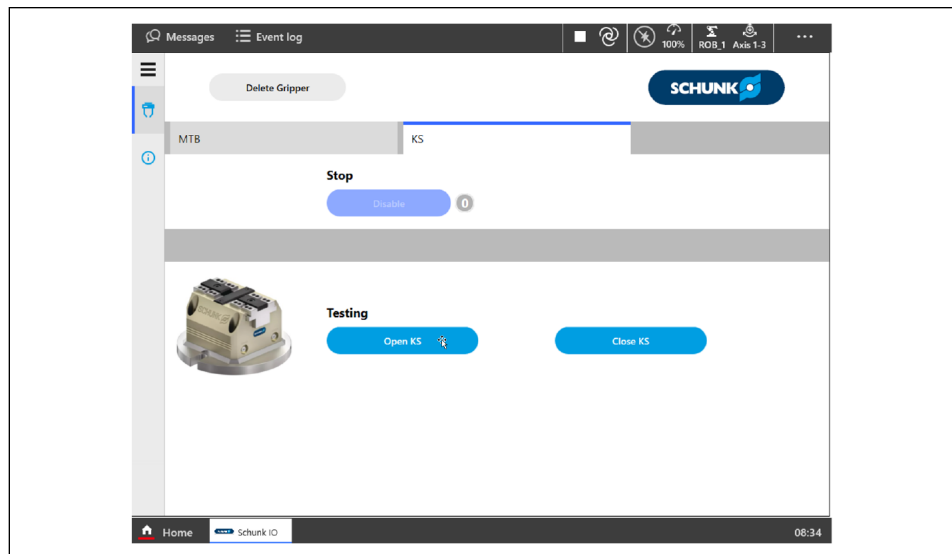 Messages Event log 100% ROB_1 Axis 1-3 ...
Delete Gripper SCHUNK
MTB KS
Stop
Disable 0
SCHUNK
Testing
Open KS Close KS
Home Schunk IO 08:34